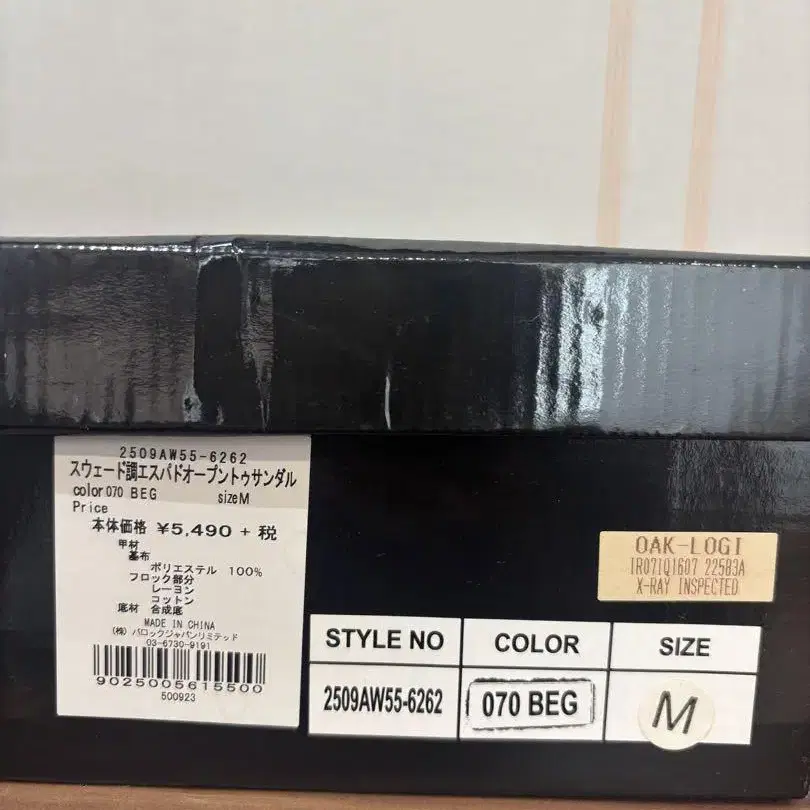 2509AW55-6262
スウェード調エスパドオープントゥサンダル
color 070 BEG sizeM
Price
本体価格 ¥5,490 + 税
甲材
基布
ポリエステル 100%
フロック部分
レーヨン
コットン
底材 合成底
MADE IN CHINA
(株) バロックジャパンリミテッド
03-6730-9191
9025005615500
500923
OAK-LOGI
IR07IQ1607 22583A
X-RAY INSPECTED
STYLE NO COLOR SIZE
2509AW55-6262 070 BEG M